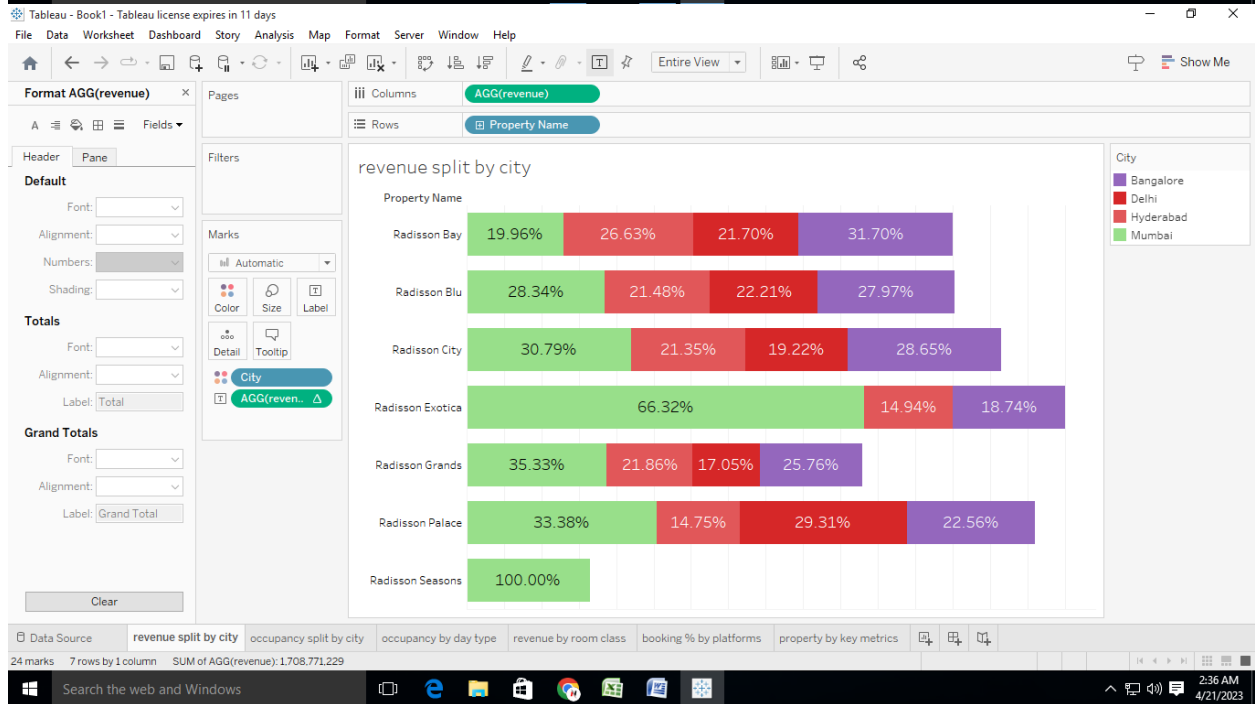 Tableau - Book1 - Tableau license expires in 11 days
File Data Worksheet Dashboard Story Analysis Map Format Server Window Help
Entire View
Show Me
Format AGG(revenue) ×
Fields
Header Pane
Default
Font:
Alignment:
Numbers:
Shading:
Totals
Font:
Alignment:
Label: Total
Grand Totals
Font:
Alignment:
Label: Grand Total
Clear
Pages
Filters
Marks
Automatic
Color Size Label
Detail Tooltip
City
AGG(reven.. Δ
Columns AGG(revenue)
Rows Property Name
revenue split by city
Property Name
Radisson Bay 19.96% 26.63% 21.70% 31.70%
Radisson Blu 28.34% 21.48% 22.21% 27.97%
Radisson City 30.79% 21.35% 19.22% 28.65%
Radisson Exotica 66.32% 14.94% 18.74%
Radisson Grands 35.33% 21.86% 17.05% 25.76%
Radisson Palace 33.38% 14.75% 29.31% 22.56%
Radisson Seasons 100.00%
City
Bangalore
Delhi
Hyderabad
Mumbai
Data Source revenue split by city occupancy split by city occupancy by day type revenue by room class booking % by platforms property by key metrics
24 marks 7 rows by 1 column SUM of AGG(revenue): 1,708,771,229
Search the web and Windows
2:36 AM
4/21/2023